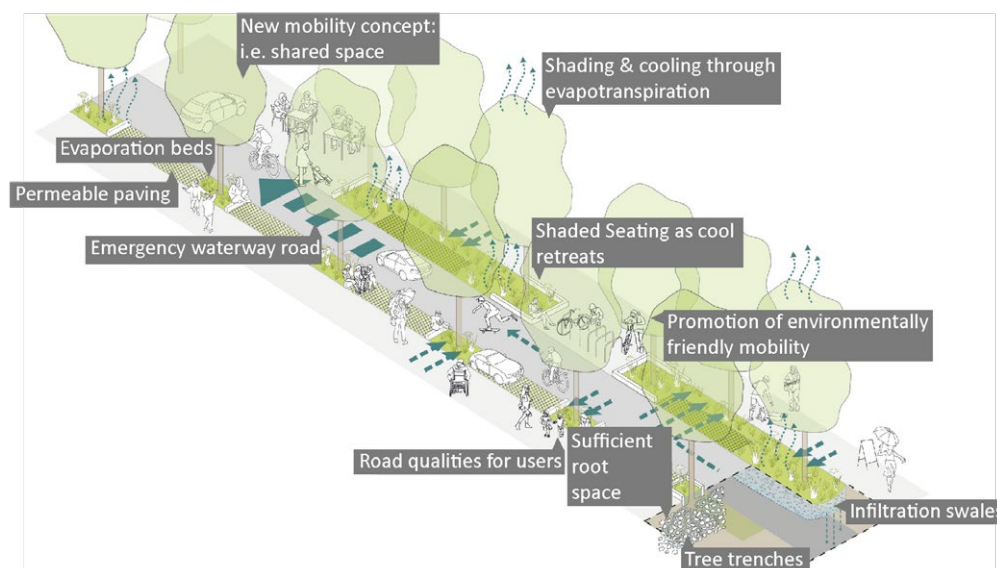 New mobility concept:
i.e. shared space
Shading & cooling through
evapotranspiration
Evaporation beds
Permeable paving
Emergency waterway road
Shaded Seating as cool
retreats
Promotion of environmentally
friendly mobility
Road qualities for users
Sufficient
root
space
Infiltration swales
Tree trenches